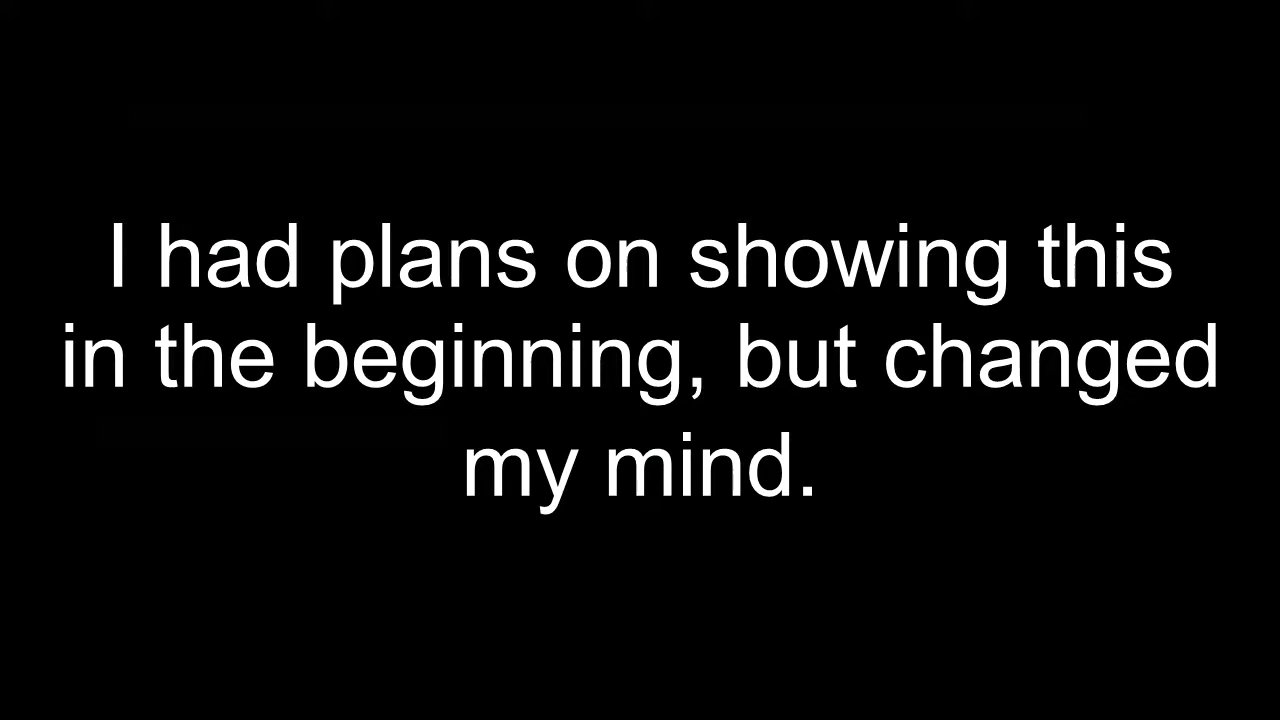 I had plans on showing this
in the beginning, but changed
my mind.